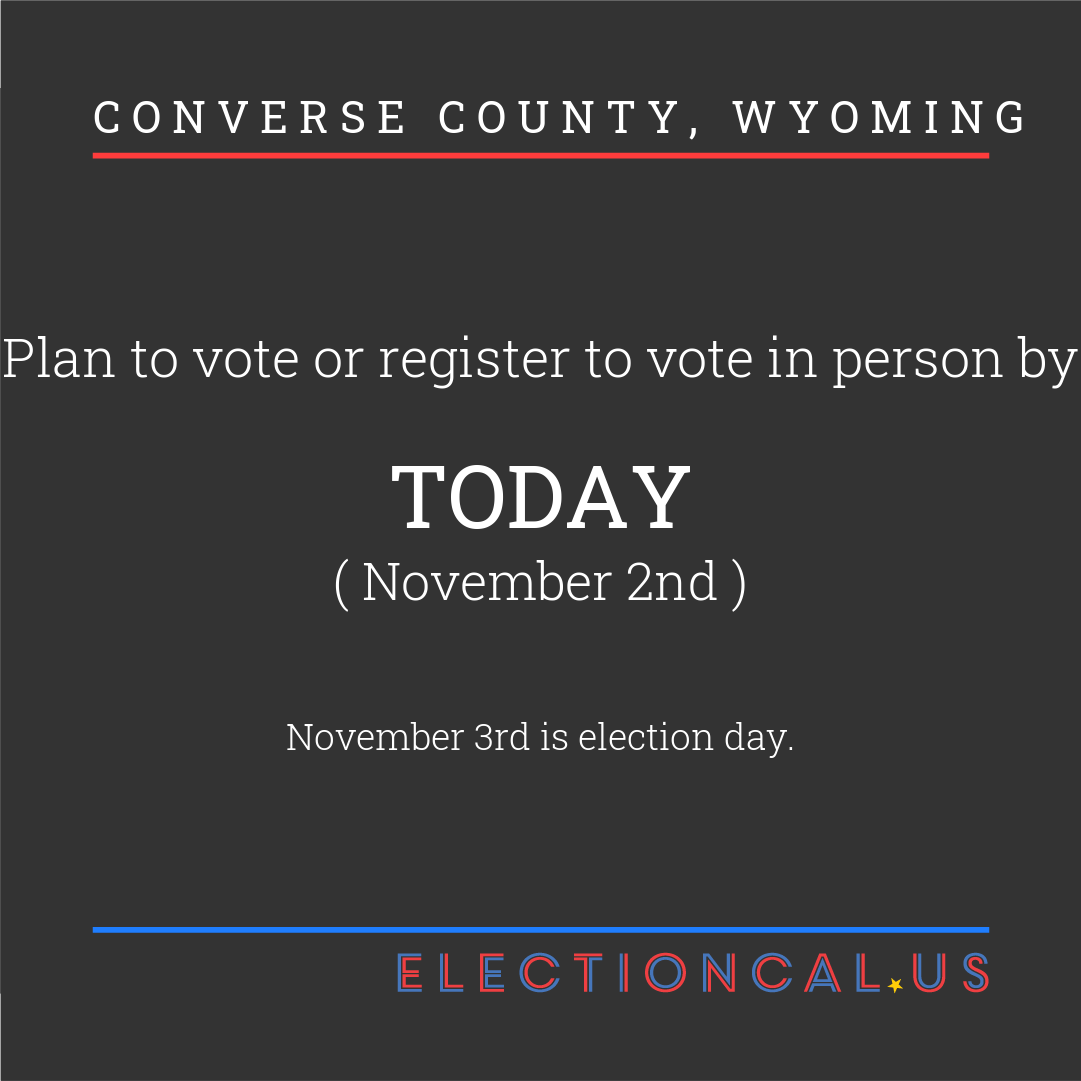 CONVERSE COUNTY, WYOMING
Plan to vote or register to vote in person by
TODAY
( November 2nd )
November 3rd is election day.
ELECTIONCAL.US